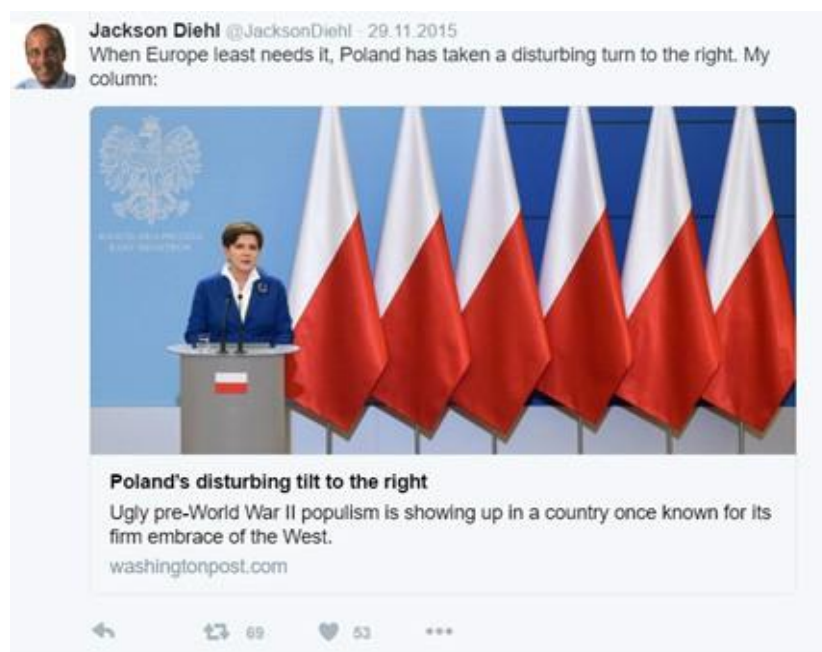 Jackson Diehl @JacksonDiehl · 29.11.2015
When Europe least needs it, Poland has taken a disturbing turn to the right. My
column:
Poland's disturbing tilt to the right
Ugly pre-World War II populism is showing up in a country once known for its
firm embrace of the West.
washingtonpost.com
69 53